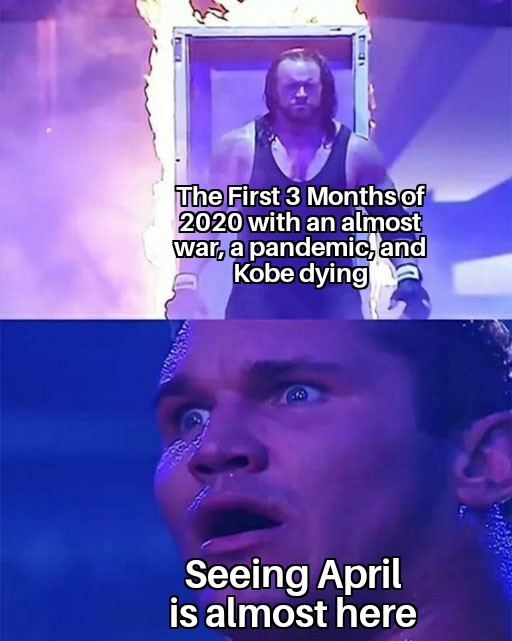 The First 3 Months of
2020 with an almost
war, a pandemic, and
Kobe dying
Seeing April
is almost here